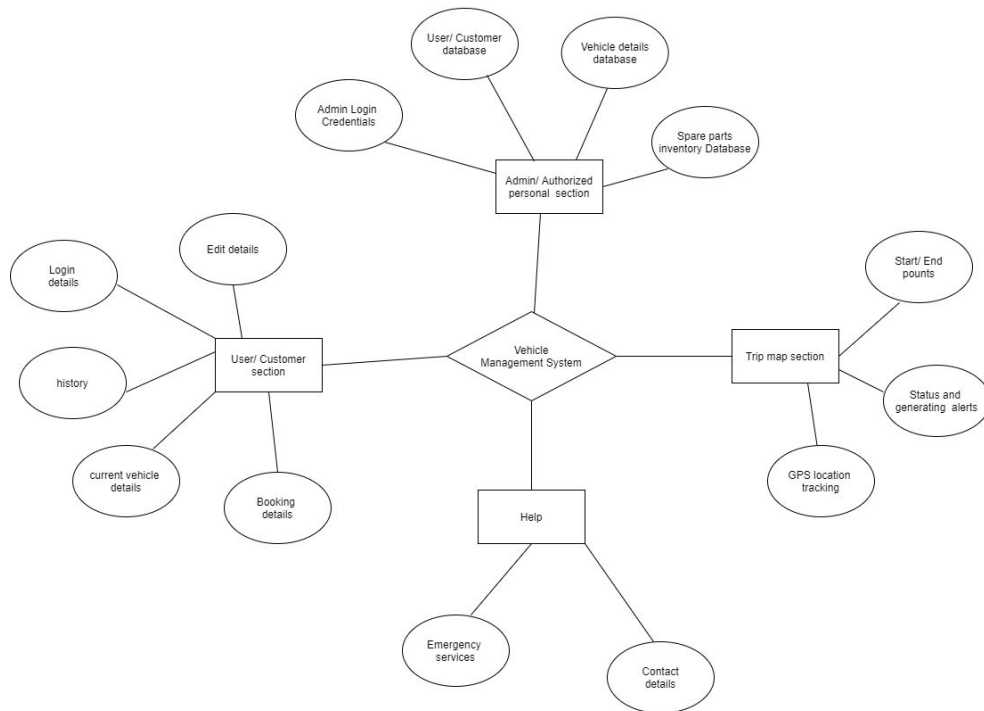 User/ Customer
database
Vehicle details
database
Admin Login
Credentials
Spare parts
inventory Database
Admin/ Authorized
personal section
Edit details
Login
details
Start/ End
pounts
User/ Customer
section
Vehicle
Management System
Trip map section
history
Status and
generating alerts
current vehicle
details
GPS location
tracking
Booking
details
Help
Emergency
services
Contact
details